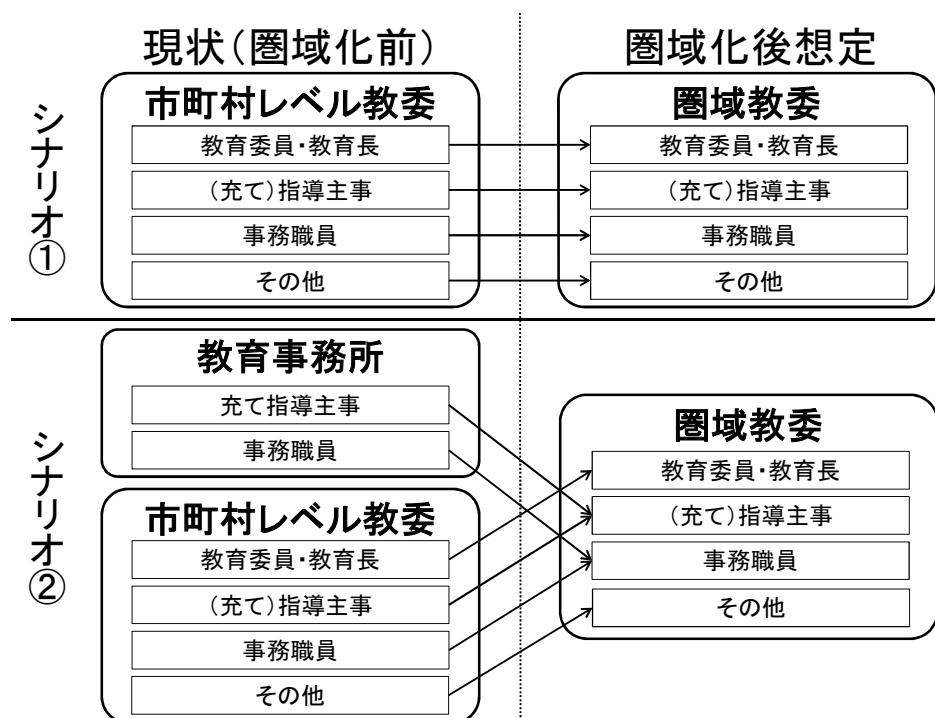 現状(圏域化前)
圏域化後想定
シナリオ①
市町村レベル教委
教育委員・教育長
(充て)指導主事
事務職員
その他
圏域教委
教育委員・教育長
(充て)指導主事
事務職員
その他
シナリオ②
教育事務所
充て指導主事
事務職員
市町村レベル教委
教育委員・教育長
(充て)指導主事
事務職員
その他
圏域教委
教育委員・教育長
(充て)指導主事
事務職員
その他